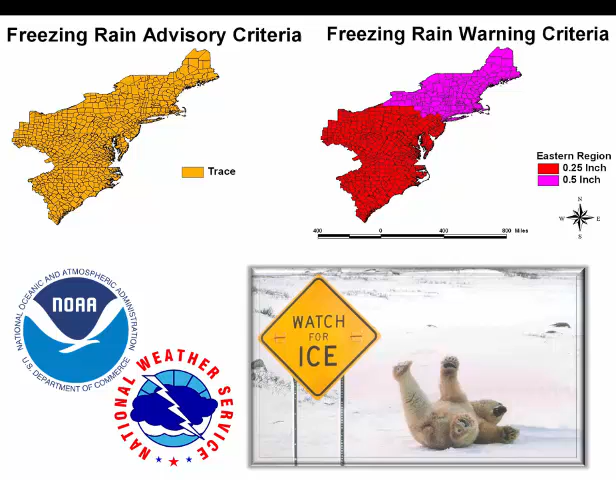 Freezing Rain Advisory Criteria
Freezing Rain Warning Criteria
Trace
Eastern Region
0.25 Inch
0.5 Inch
N
W E
S
400 0 400 800 Miles
NATIONAL OCEANIC AND ATMOSPHERIC ADMINISTRATION
NOAA
U.S. DEPARTMENT OF COMMERCE
NATIONAL WEATHER SERVICE
WATCH
FOR
ICE